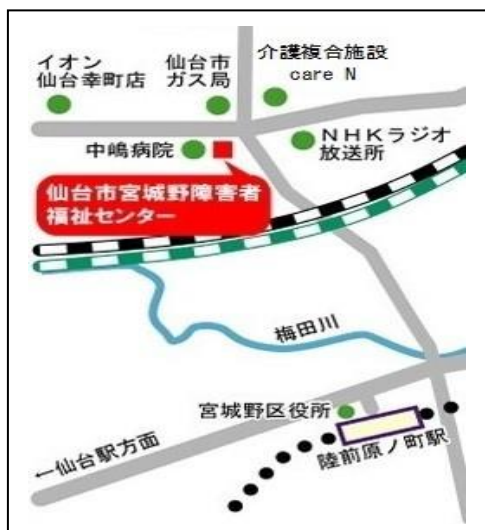 イオン
仙台幸町店
仙台市
ガス局
介護複合施設
care N
中嶋病院
NHKラジオ
放送所
仙台市宮城野障害者
福祉センター
梅田川
宮城野区役所
陸前原ノ町駅
←仙台駅方面